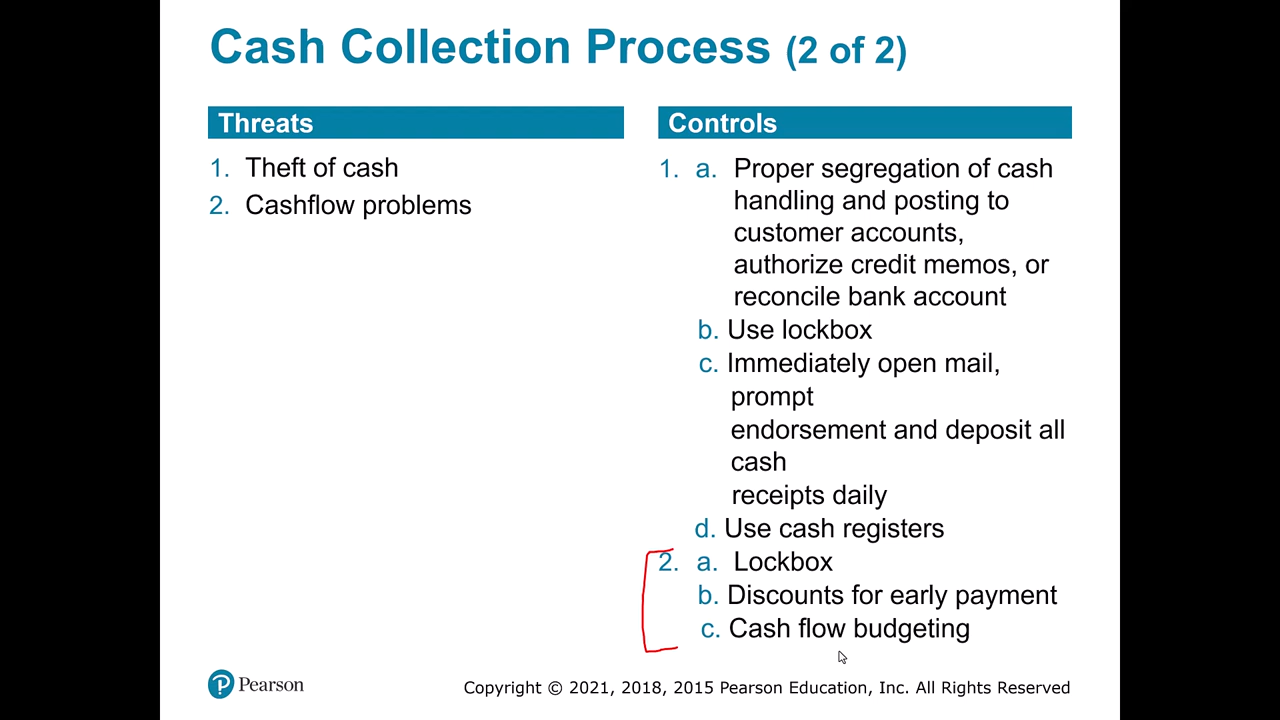 Cash Collection Process (2 of 2)
Threats
1. Theft of cash
2. Cashflow problems
Controls
1. a. Proper segregation of cash
handling and posting to
customer accounts,
authorize credit memos, or
reconcile bank account
b. Use lockbox
c. Immediately open mail,
prompt
endorsement and deposit all
cash
receipts daily
d. Use cash registers
2. a. Lockbox
b. Discounts for early payment
c. Cash flow budgeting
Pearson
Copyright © 2021, 2018, 2015 Pearson Education, Inc. All Rights Reserved